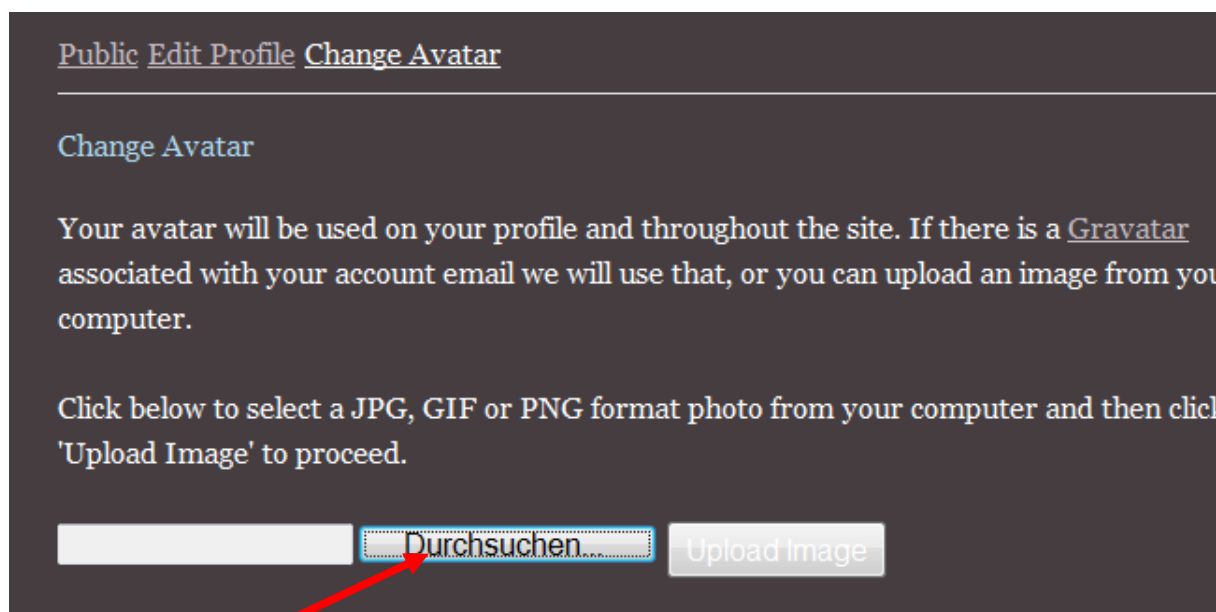 Public Edit Profile Change Avatar
Change Avatar
Your avatar will be used on your profile and throughout the site. If there is a Gravatar
associated with your account email we will use that, or you can upload an image from you
computer.
Click below to select a JPG, GIF or PNG format photo from your computer and then clic
'Upload Image' to proceed.
Durchsuchen... Upload Image